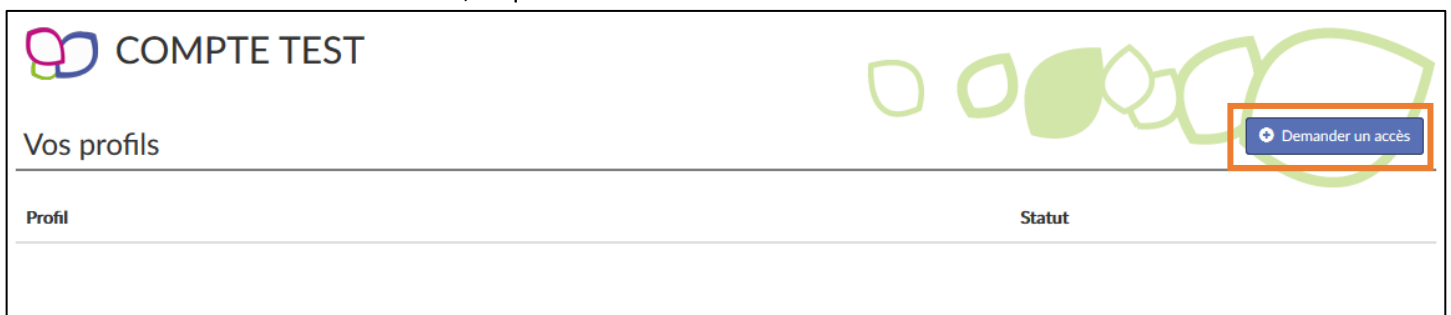 COMPTE TEST
Vos profils
Demander un accès
Profil Statut